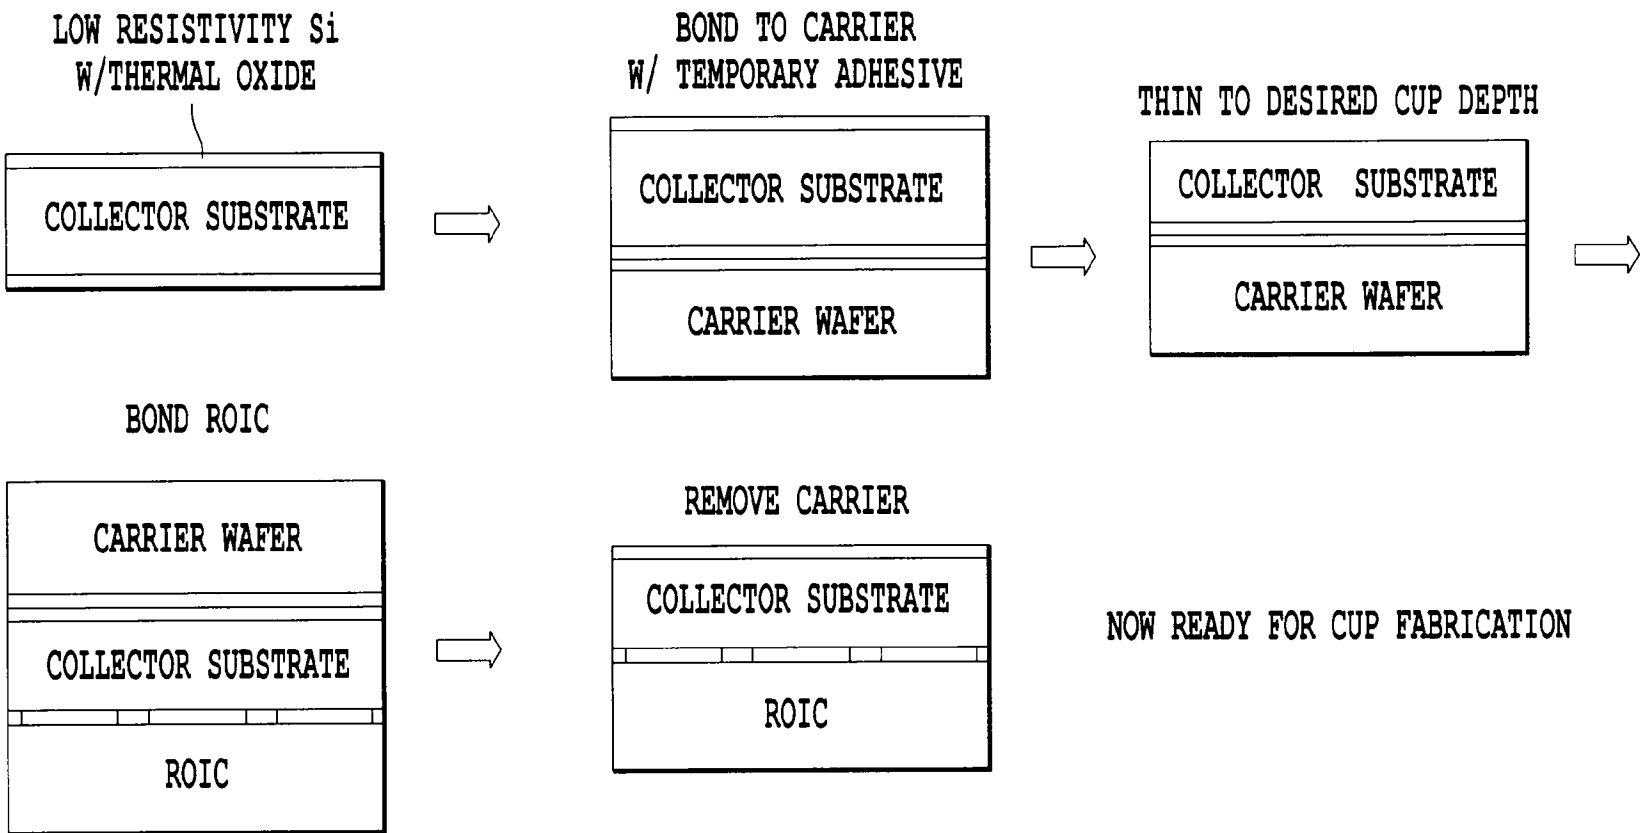 LOW RESISTIVITY Si
W/THERMAL OXIDE
COLLECTOR SUBSTRATE
BOND TO CARRIER
W/ TEMPORARY ADHESIVE
COLLECTOR SUBSTRATE
CARRIER WAFER
THIN TO DESIRED CUP DEPTH
COLLECTOR SUBSTRATE
CARRIER WAFER
BOND ROIC
CARRIER WAFER
COLLECTOR SUBSTRATE
ROIC
REMOVE CARRIER
COLLECTOR SUBSTRATE
ROIC
NOW READY FOR CUP FABRICATION